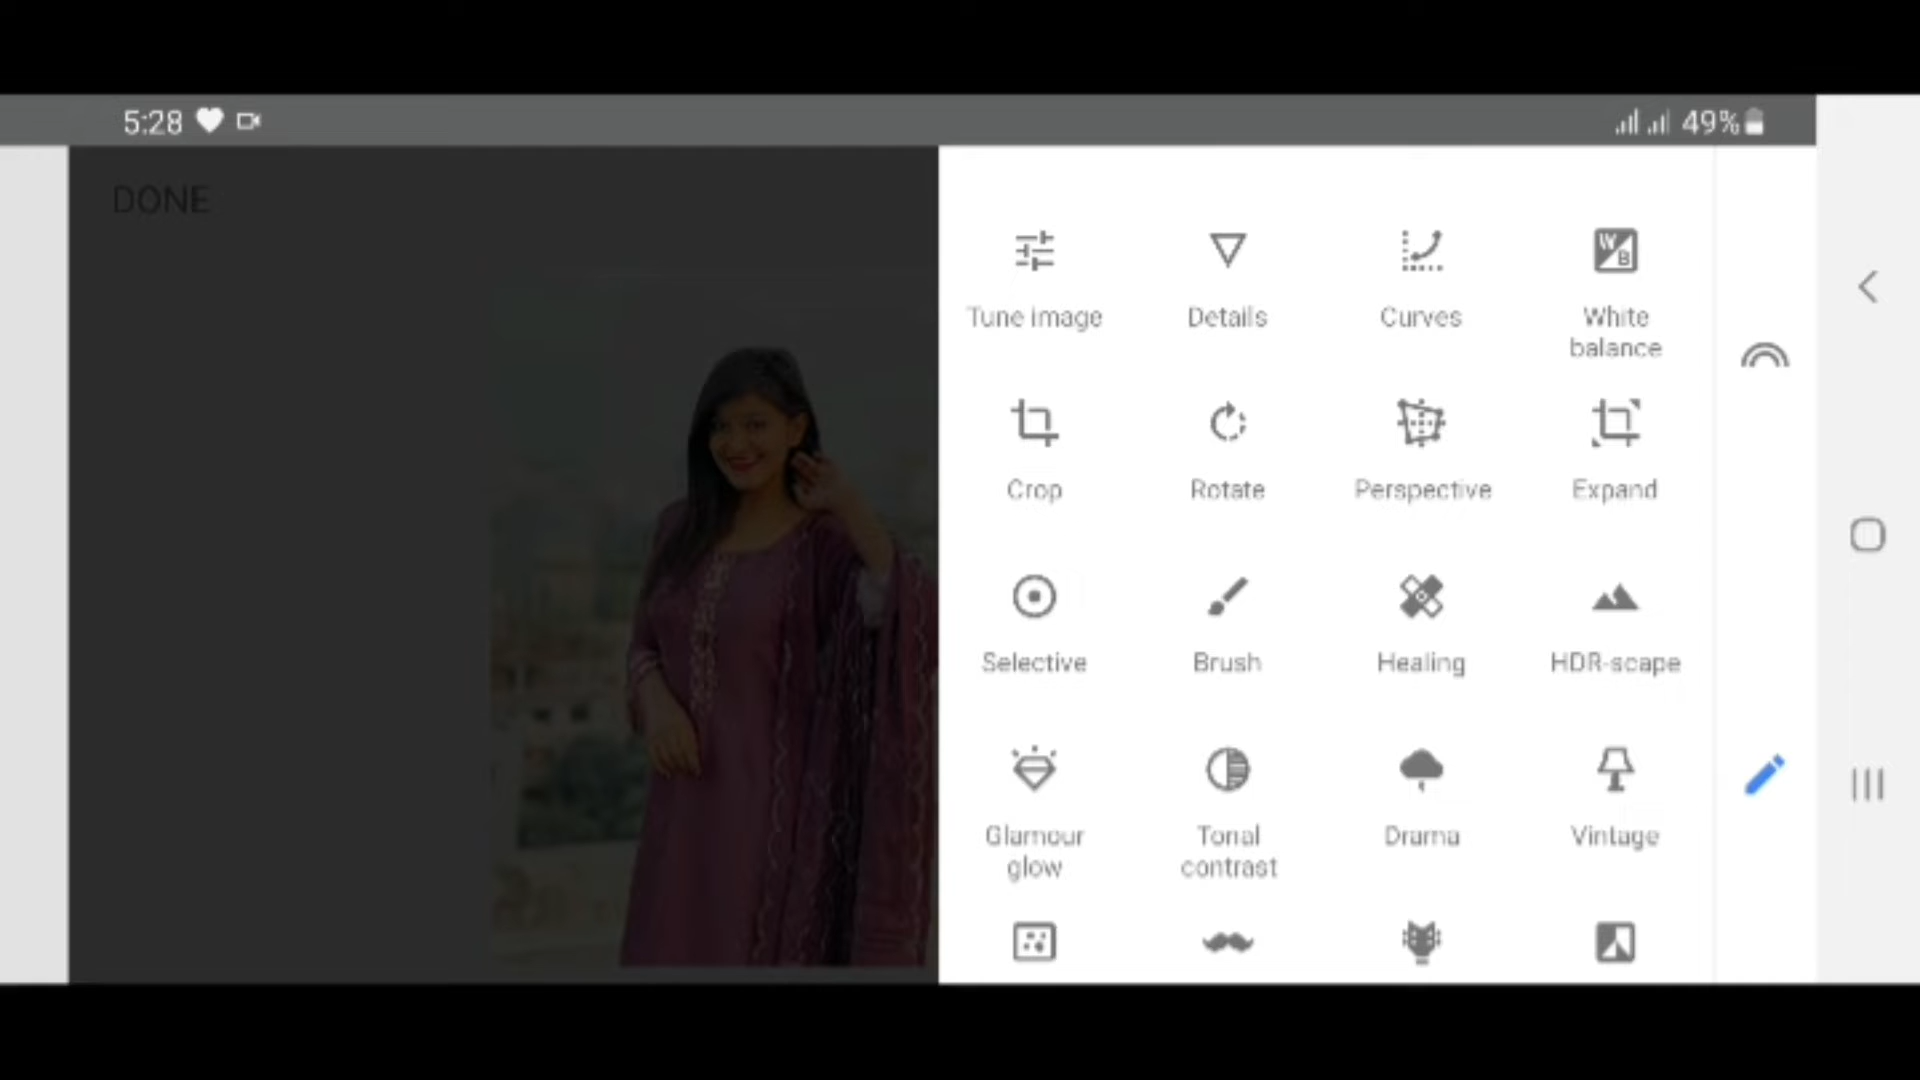 5:28
49%
DONE
Tune image
Details
Curves
White
balance
Crop
Rotate
Perspective
Expand
Selective
Brush
Healing
HDR-scape
Glamour
glow
Tonal
contrast
Drama
Vintage